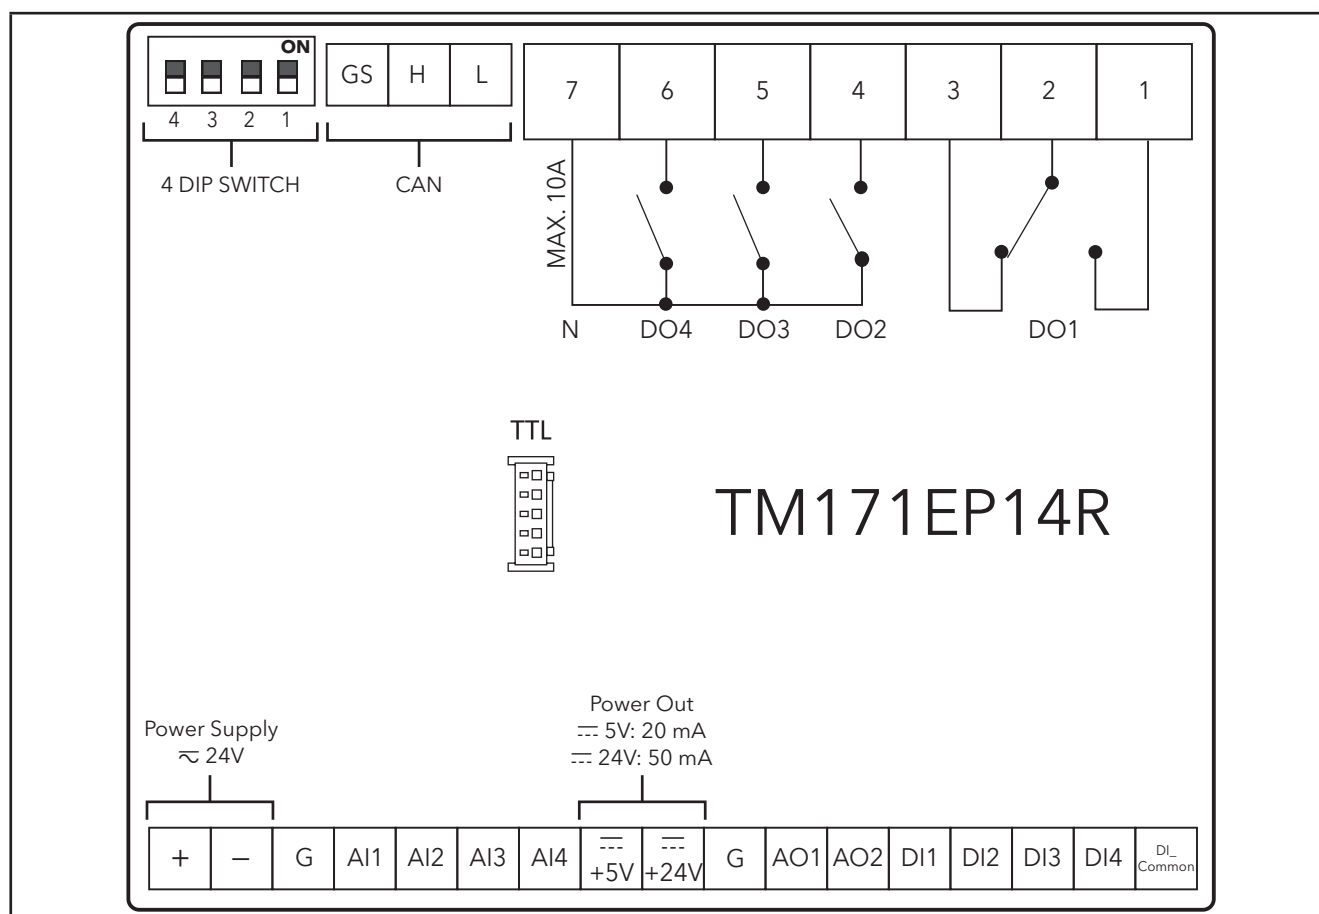 ON
4 3 2 1
4 DIP SWITCH
GS H L
CAN
7 6 5 4 3 2 1
MAX. 10A
N DO4 DO3 DO2 DO1
TTL
TM171EP14R
Power Supply
24V
Power Out
5V: 20 mA
24V: 50 mA
+ – G AI1 AI2 AI3 AI4 +5V +24V G AO1 AO2 DI1 DI2 DI3 DI4 DI_
Common